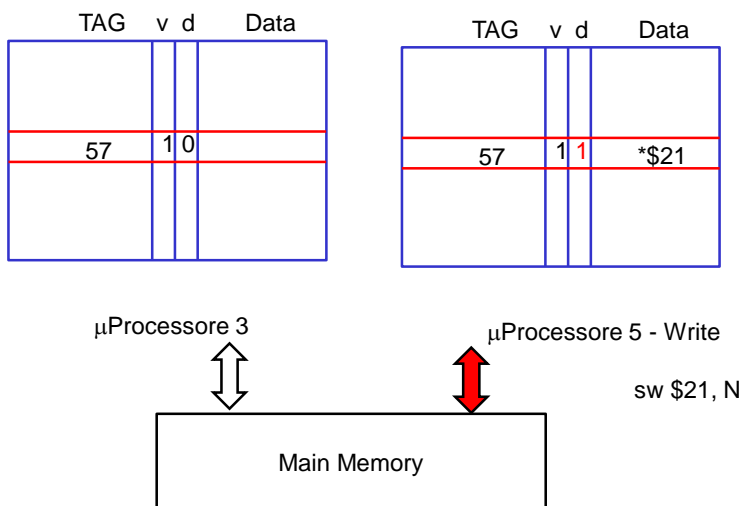 TAG v d Data
57 1 0
TAG v d Data
57 1 1 *$21
μProcessore 3
μProcessore 5 - Write
sw $21, N
Main Memory